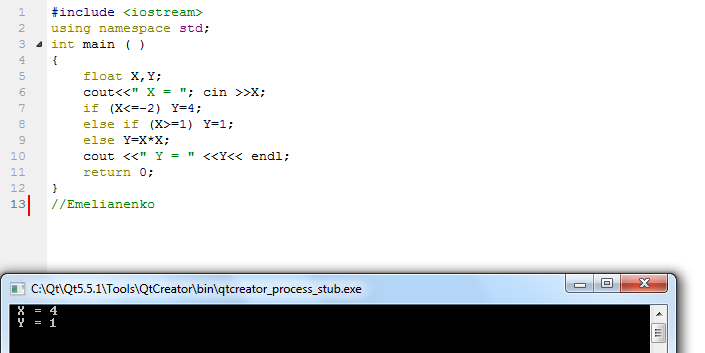 1 #include <iostream>
2 using namespace std;
3 int main ( )
4 {
5 float X,Y;
6 cout<<" X = "; cin >>X;
7 if (X<=-2) Y=4;
8 else if (X>=1) Y=1;
9 else Y=X*X;
10 cout <<" Y = " <<Y<< endl;
11 return 0;
12 }
13 //Emelianenko
C:\Qt\Qt5.5.1\Tools\QtCreator\bin\qtcreator_process_stub.exe
X = 4
Y = 1